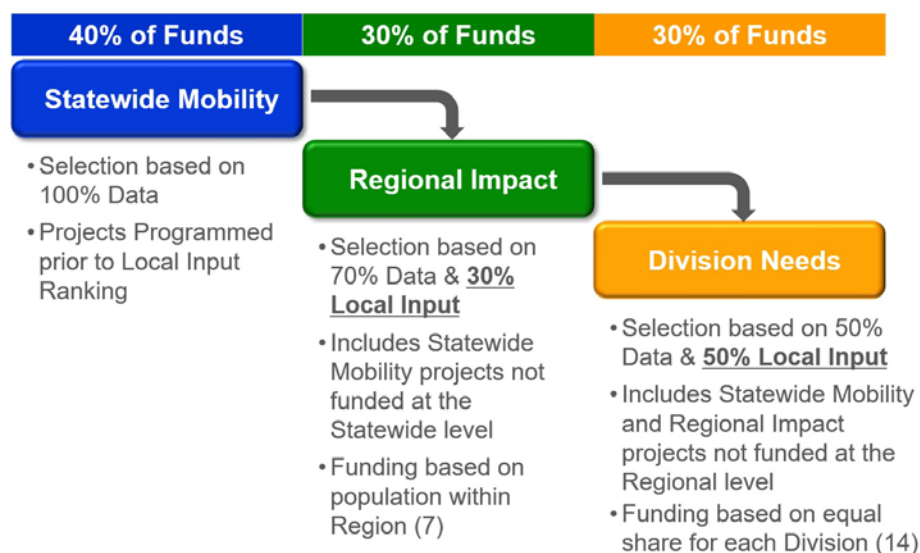 40% of Funds
30% of Funds
30% of Funds
Statewide Mobility
• Selection based on
100% Data
• Projects Programmed
prior to Local Input
Ranking
Regional Impact
• Selection based on
70% Data & 30%
Local Input
• Includes Statewide
Mobility projects not
funded at the
Statewide level
• Funding based on
population within
Region (7)
Division Needs
• Selection based on 50%
Data & 50% Local Input
• Includes Statewide Mobility
and Regional Impact
projects not funded at the
Regional level
• Funding based on equal
share for each Division (14)